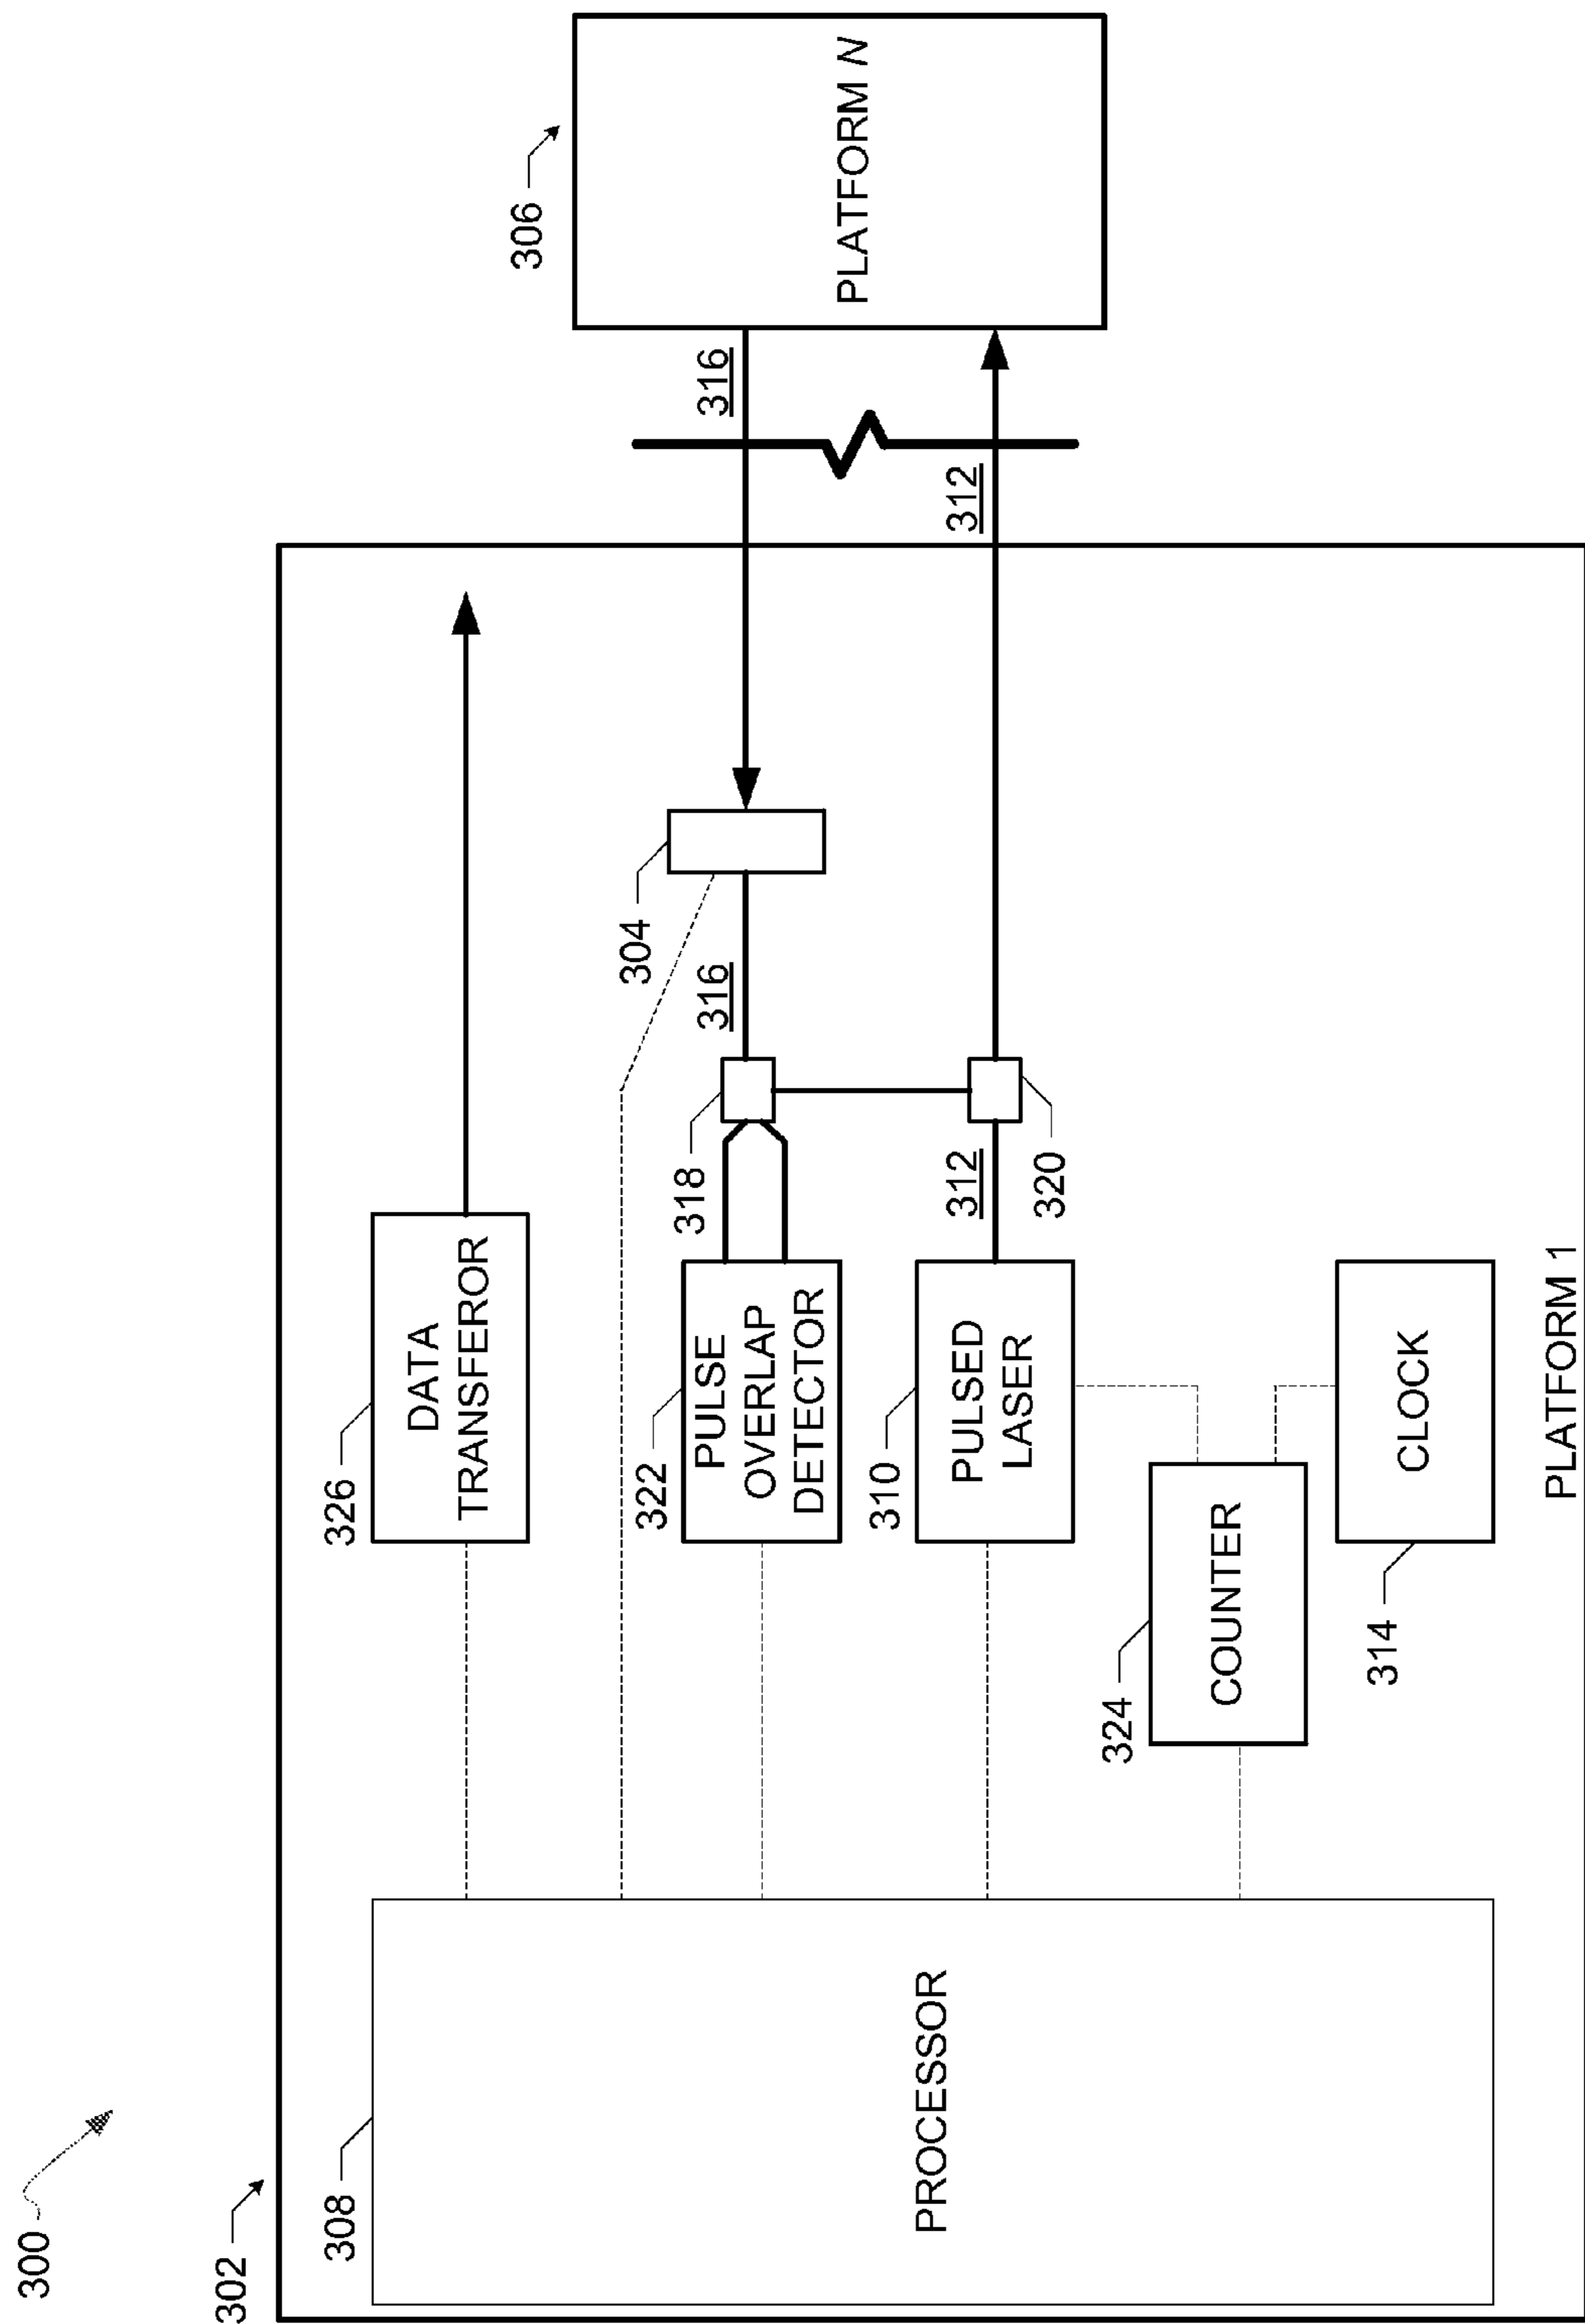 300
302
308
PROCESSOR
326
DATA
TRANSFEROR
322
PULSE
OVERLAP
DETECTOR
310
PULSED
LASER
324
COUNTER
314
CLOCK
318
316
304
312
320
316
312
306
PLATFORM N
PLATFORM 1